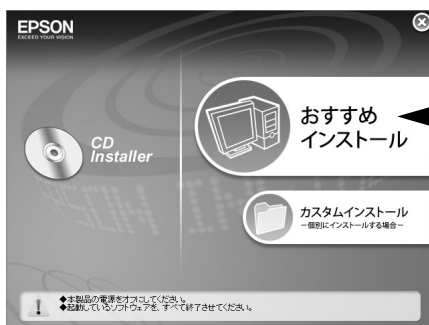 EPSON
EXCEED YOUR VISION
CD
Installer
おすすめ
インストール
カスタムインストール
－個別にインストールする場合－
◆本製品の電源をオフにしてください。
◆起動しているソフトウェアを、すべて終了させてください。